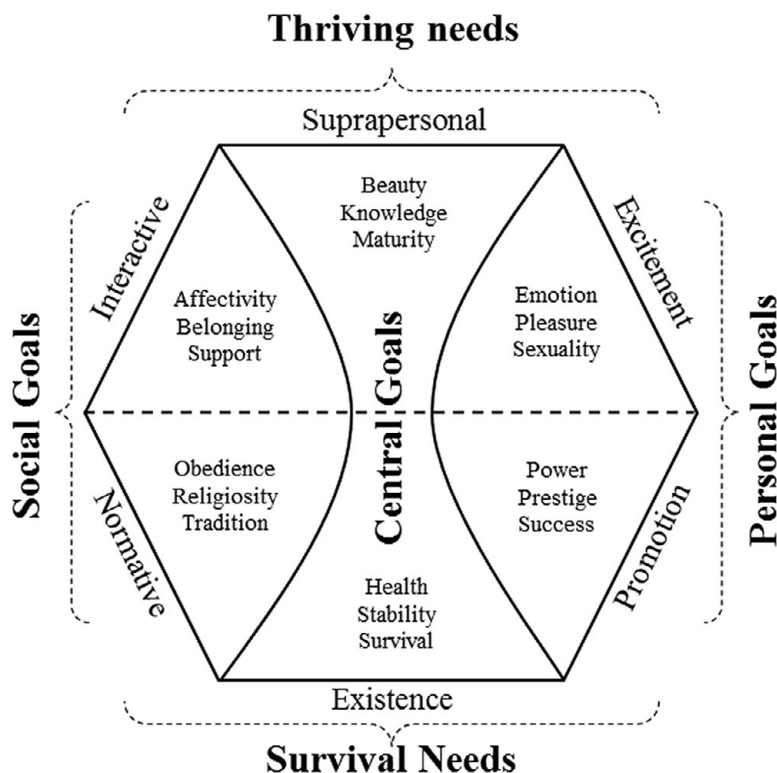 Thriving needs
Suprapersonal
Beauty
Knowledge
Maturity
Interactive
Excitement
Affectivity
Belonging
Support
Emotion
Pleasure
Sexuality
Social Goals
Central Goals
Personal Goals
Obedience
Religiosity
Tradition
Power
Prestige
Success
Normative
Promotion
Health
Stability
Survival
Existence
Survival Needs